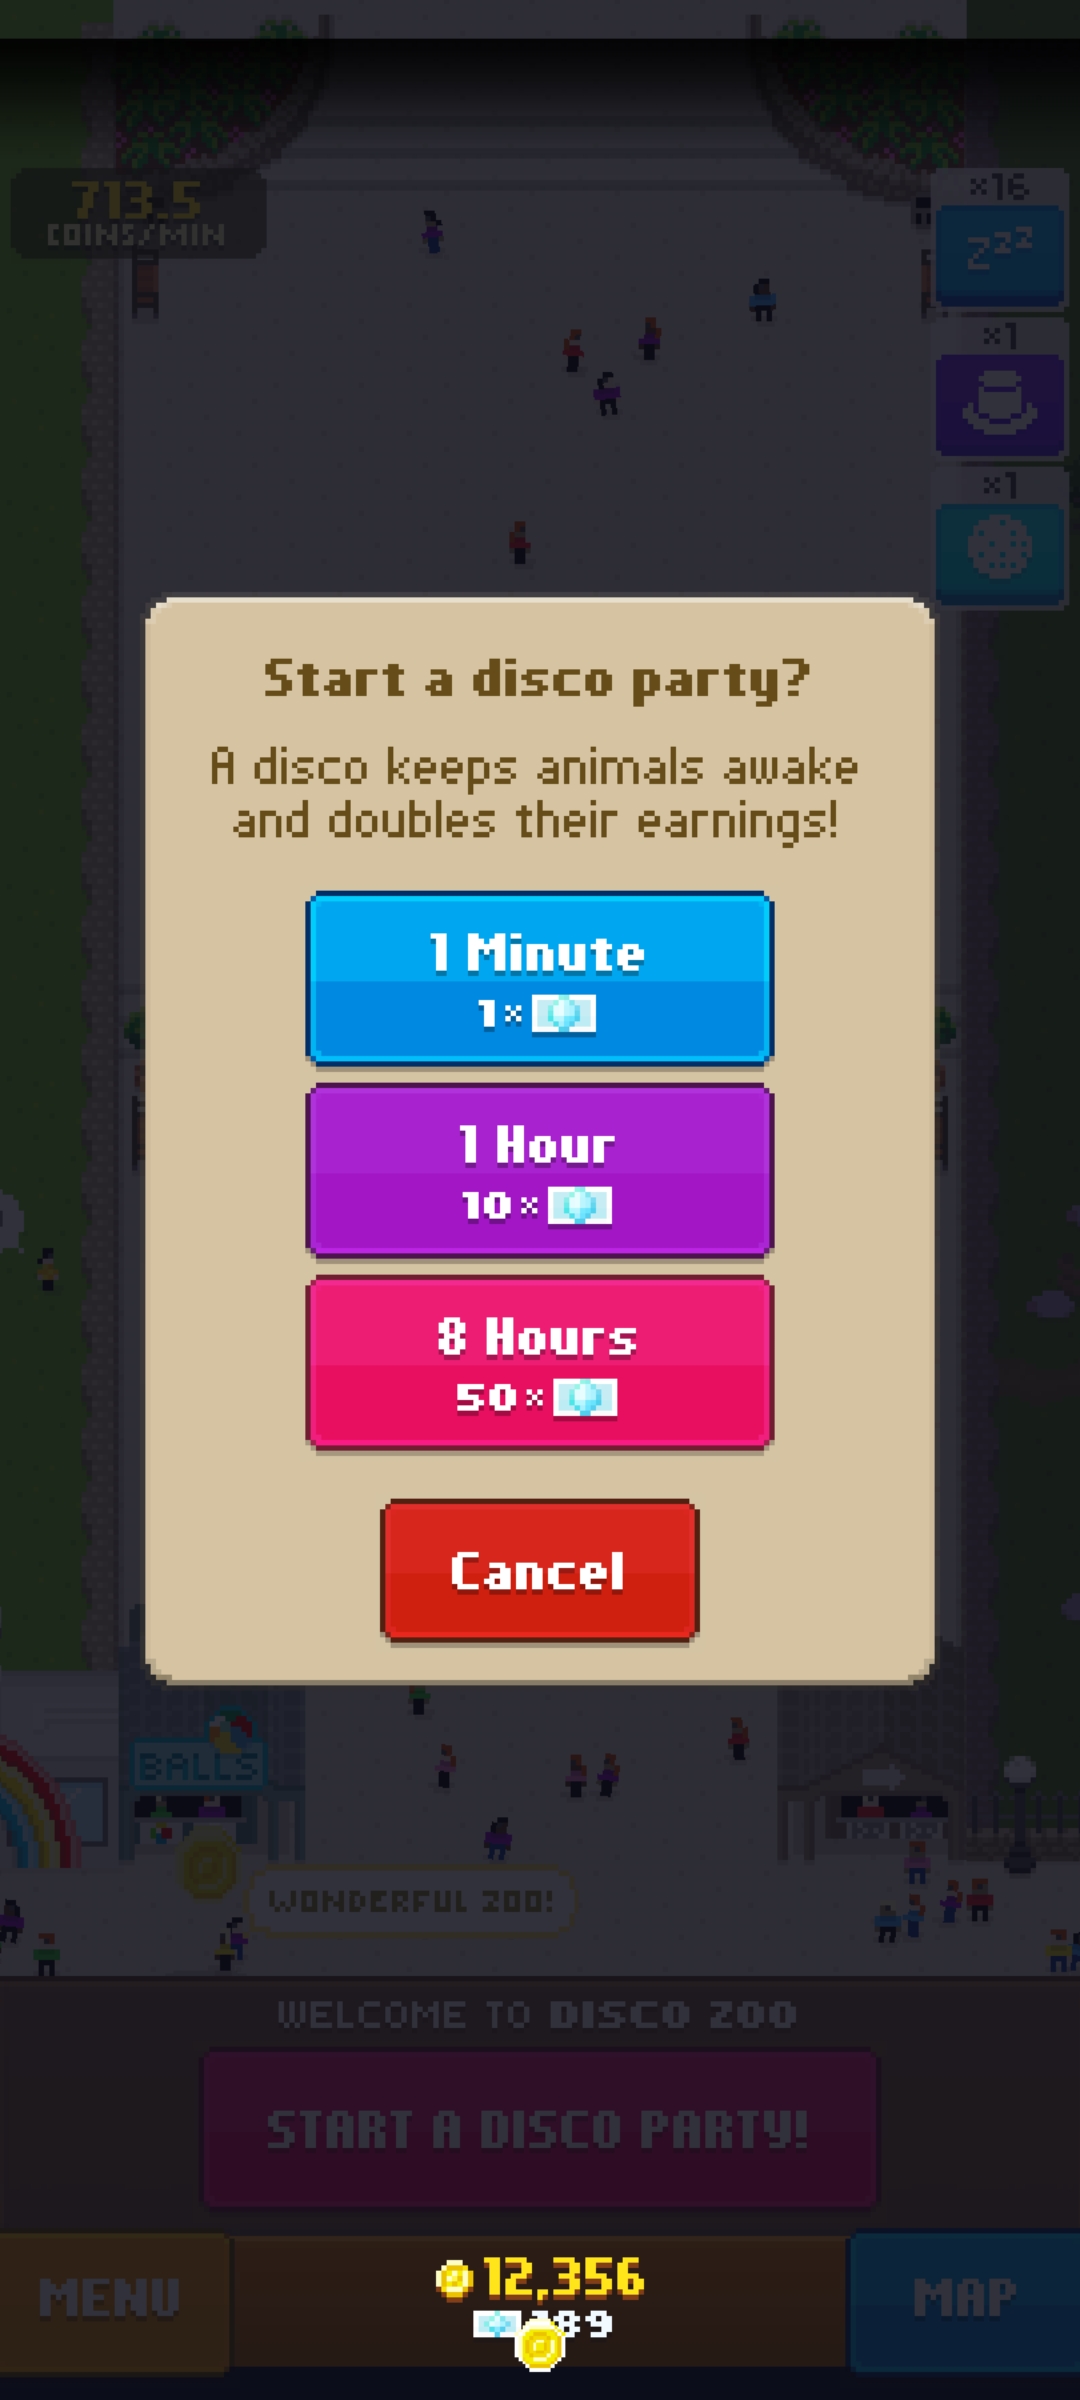 713.5
COINS/MIN
×16
zzz
×1
×1
Start a disco party?
A disco keeps animals awake
and doubles their earnings!
1 Minute
1×
1 Hour
10×
8 Hours
50×
Cancel
BALLS
WONDERFUL ZOO!
WELCOME TO DISCO ZOO
START A DISCO PARTY!
MENU
12,356
MAP